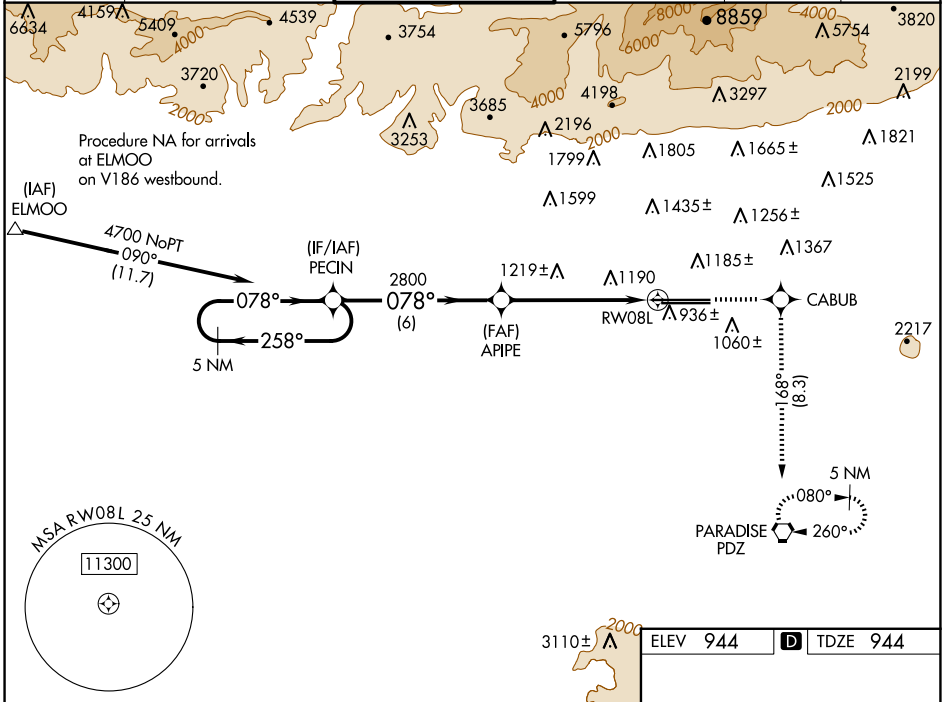 6634
4159
5409
4000
4539
3754
5796
8000
8859
6000
4000
5754
3820
3720
2000
3253
3685
4000
4198
3297
2199
2000
2196
2000
1799
1805
1665±
1821
Procedure NA for arrivals
at ELMOO
on V186 westbound.
1599
1435±
1256±
1525
(IAF)
ELMOO
4700 NoPT
090°
(11.7)
(IF/IAF)
PECIN
2800
078°
078°
(6)
258°
5 NM
1219±
1190
1185±
1367
(FAF)
APIPE
RW08L
936±
1060±
CABUB
2217
168°
(8.3)
5 NM
080°
260°
PARADISE
PDZ
MSA RW08L 25 NM
11300
3110±
2000
ELEV 944
D
TDZE 944